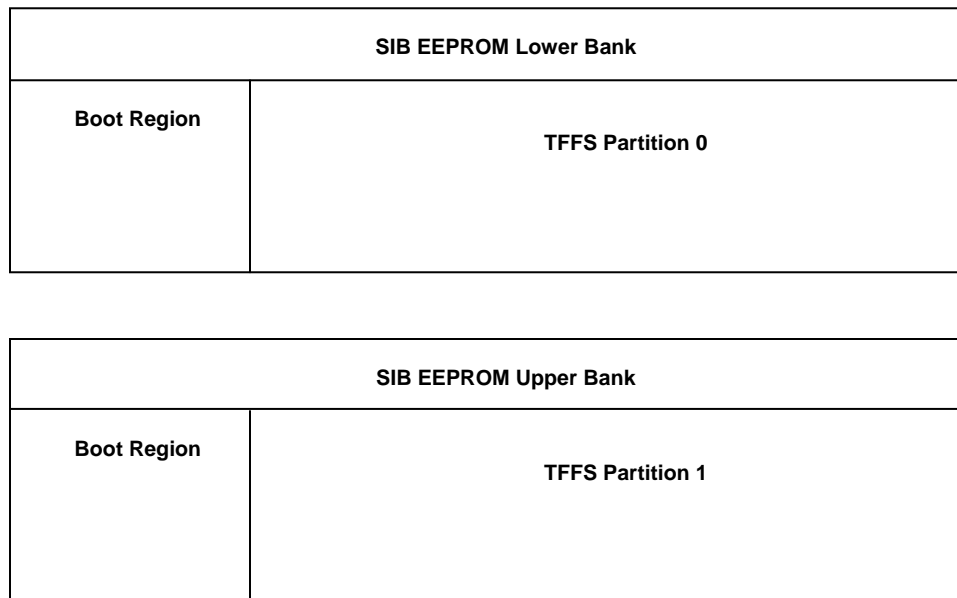 SIB EEPROM Lower Bank
Boot Region
TFFS Partition 0
SIB EEPROM Upper Bank
Boot Region
TFFS Partition 1